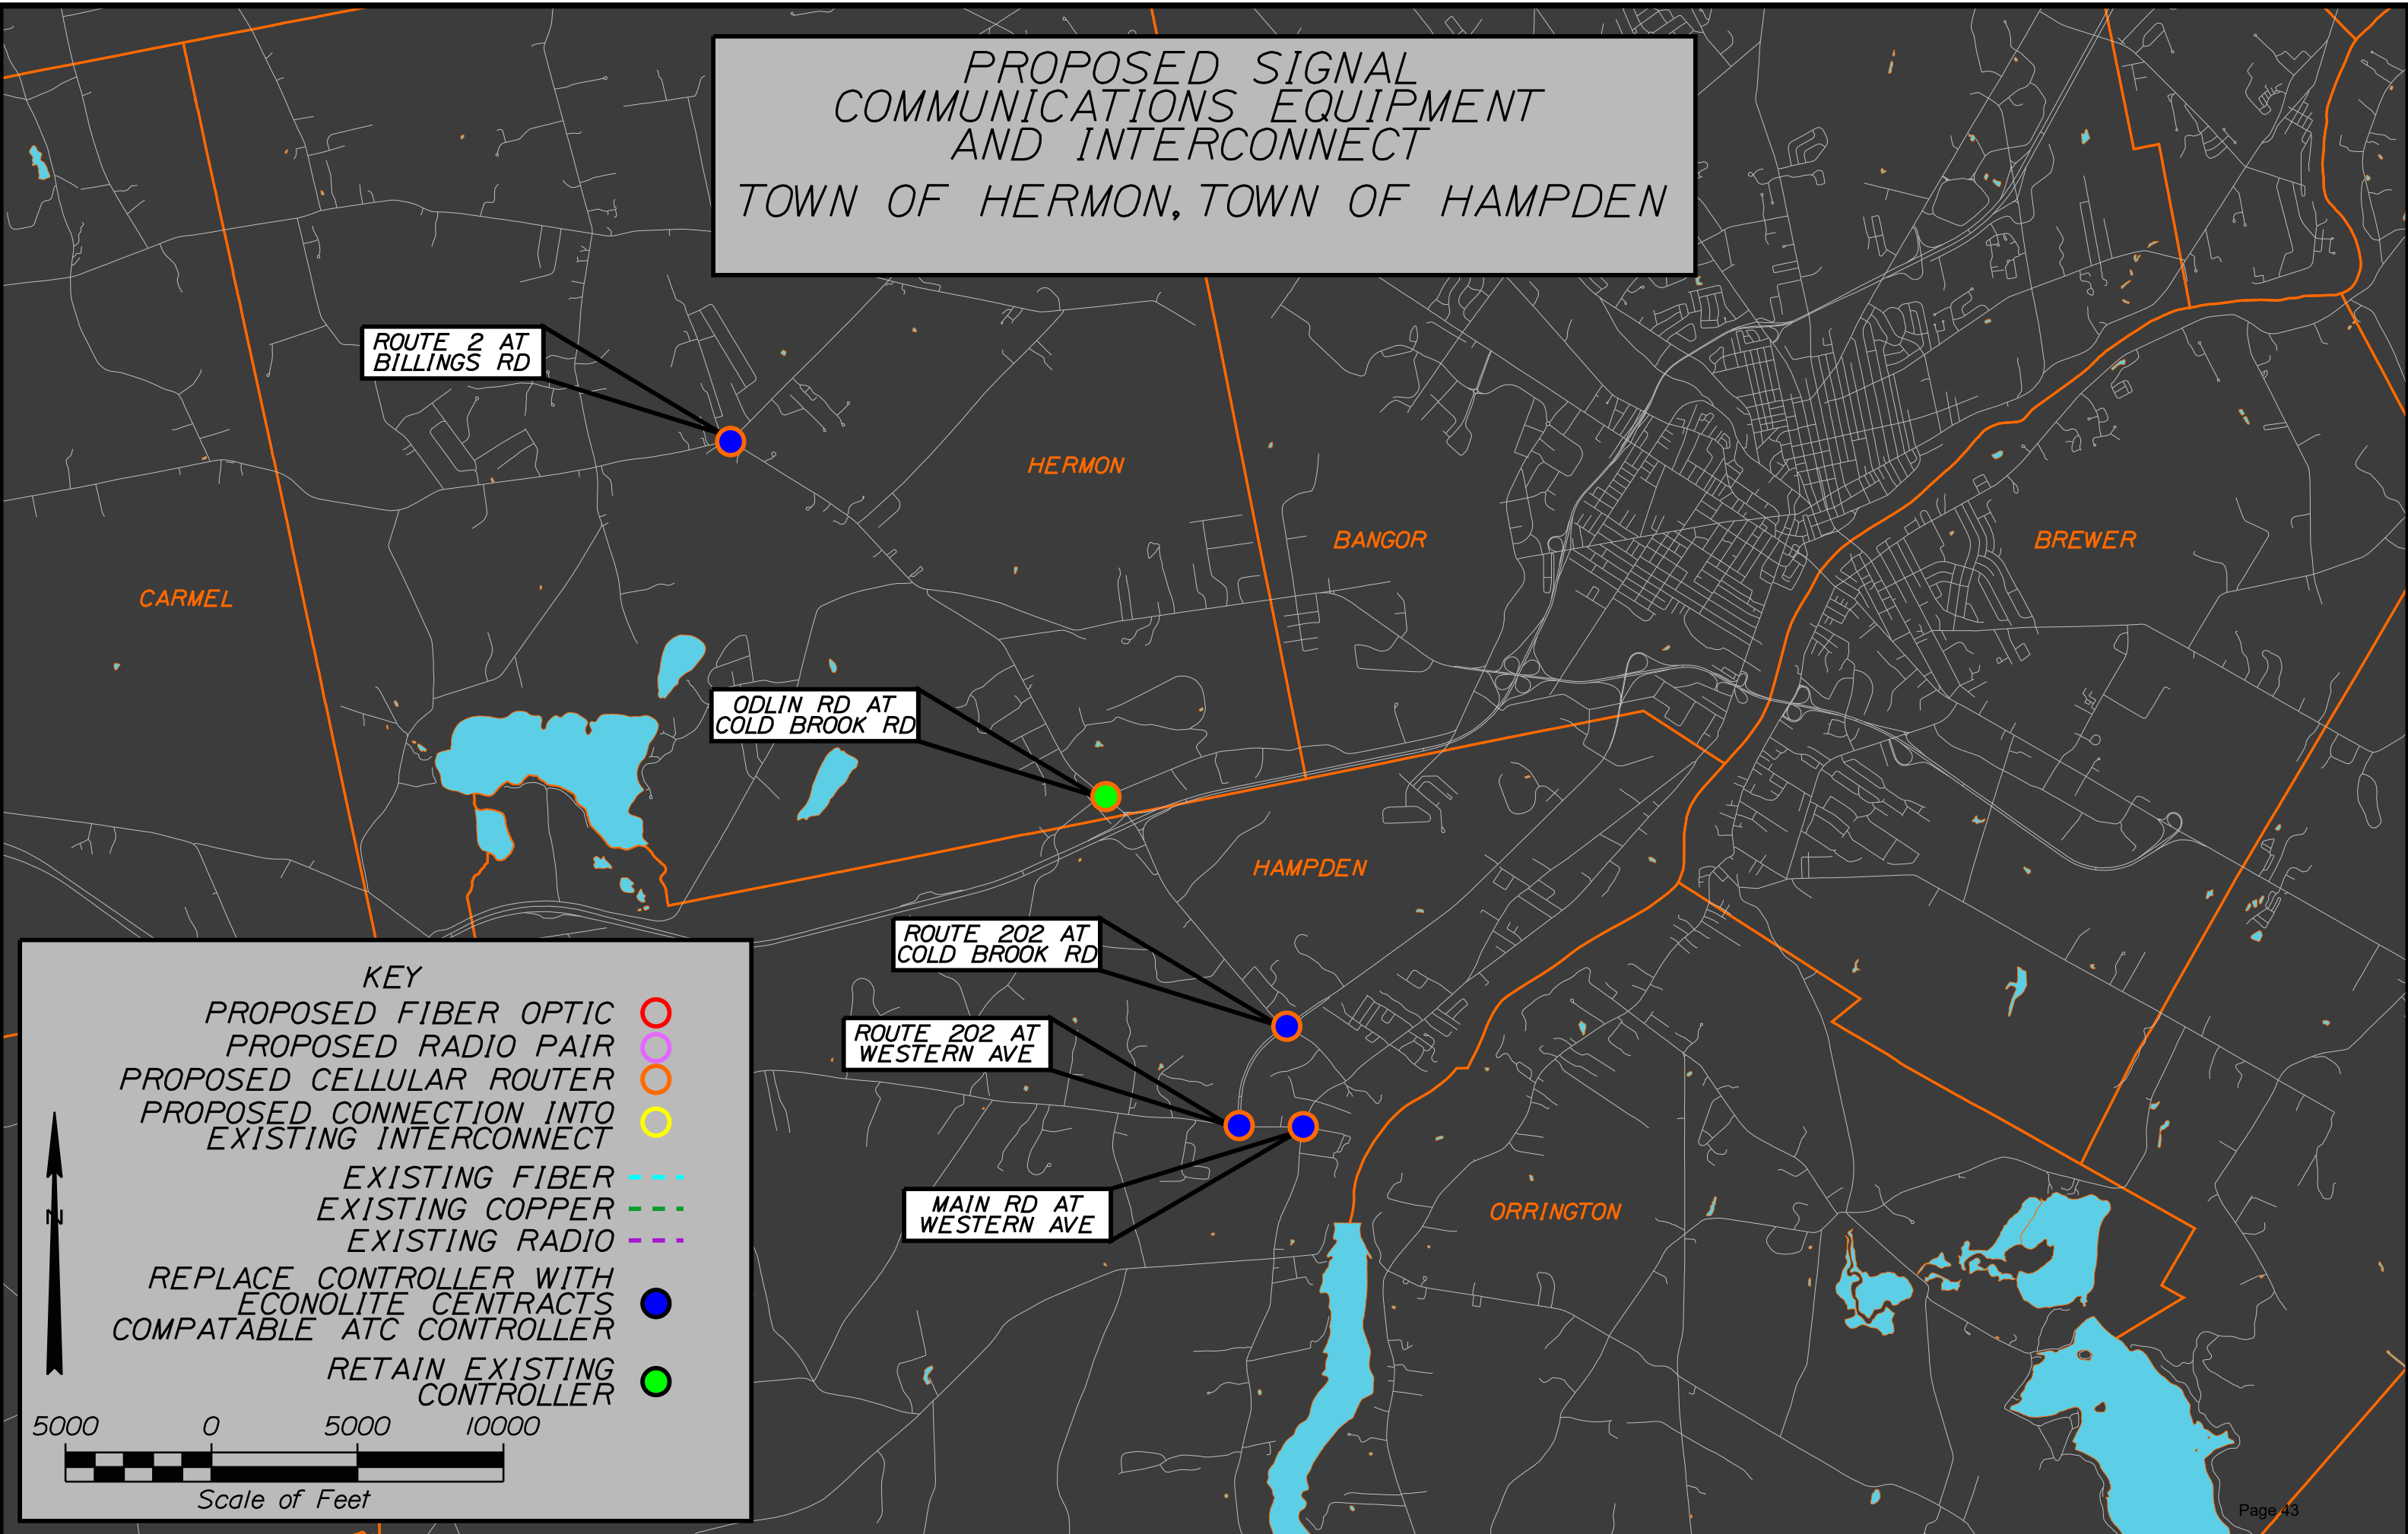 PROPOSED SIGNAL
COMMUNICATIONS EQUIPMENT
AND INTERCONNECT
TOWN OF HERMON, TOWN OF HAMPDEN
ROUTE 2 AT
BILLINGS RD
HERMON
BANGOR
BREWER
CARMEL
ODLIN RD AT
COLD BROOK RD
HAMPDEN
ROUTE 202 AT
COLD BROOK RD
ROUTE 202 AT
WESTERN AVE
MAIN RD AT
WESTERN AVE
ORRINGTON
KEY
PROPOSED FIBER OPTIC
PROPOSED RADIO PAIR
PROPOSED CELLULAR ROUTER
PROPOSED CONNECTION INTO
EXISTING INTERCONNECT
EXISTING FIBER
EXISTING COPPER
EXISTING RADIO
REPLACE CONTROLLER WITH
ECONOLITE CENTRACTS
COMPATABLE ATC CONTROLLER
RETAIN EXISTING
CONTROLLER
N
5000 0 5000 10000
Scale of Feet
Page 43